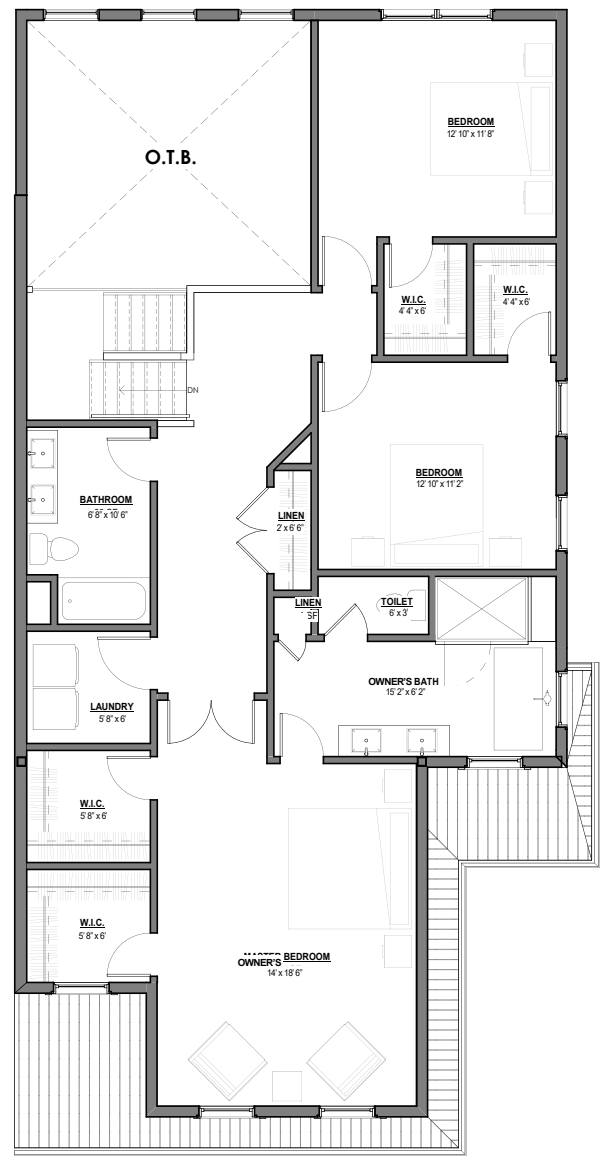 O.T.B.
BEDROOM
12' 10" x 11' 8"
W.I.C.
4' 4" x 6'
W.I.C.
4' 4" x 6'
DN
BEDROOM
12' 10" x 11' 2"
BATHROOM
6' 8" x 10' 6"
LINEN
2' x 6' 6"
LINEN
SF
TOILET
6' x 3'
OWNER'S BATH
15' 2" x 6' 2"
LAUNDRY
5' 8" x 6'
W.I.C.
5' 8" x 6'
W.I.C.
5' 8" x 6'
OWNER'S BEDROOM
14' x 18' 6"